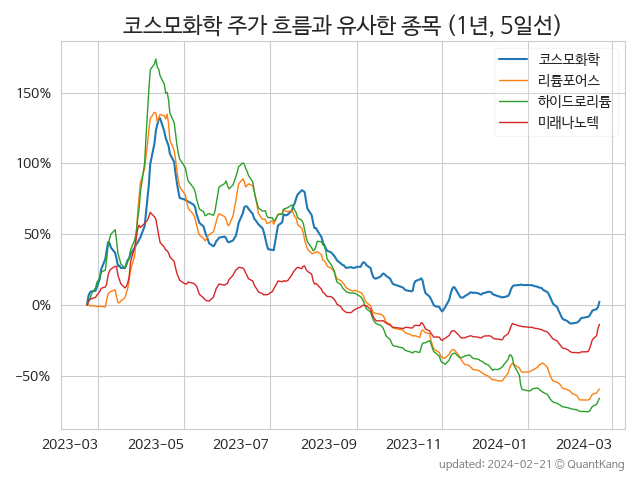 코스모화학 주가 흐름과 유사한 종목 (1년, 5일선)
코스모화학
리튬포어스
하이드로리튬
미래나노텍
150%
100%
50%
0%
−50%
2023-03 2023-05 2023-07 2023-09 2023-11 2024-01 2024-03
updated: 2024-02-21 © QuantKang